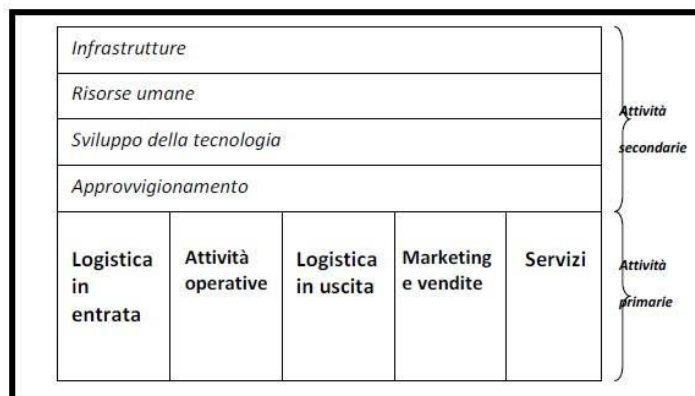 Infrastrutture
Risorse umane
Sviluppo della tecnologia
Approvvigionamento
Attività
secondarie
Logistica
in
entrata
Attività
operative
Logistica
in uscita
Marketing
e vendite
Servizi
Attività
primarie